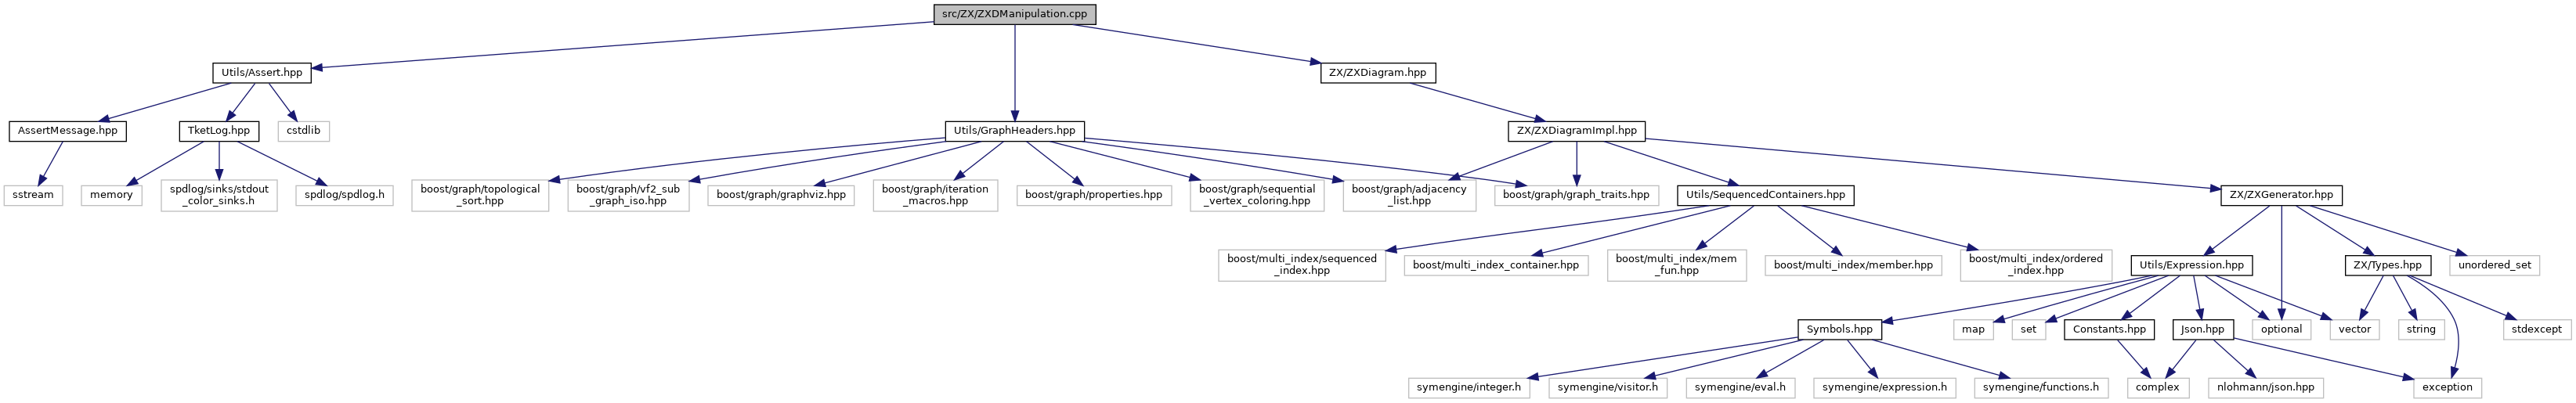 src/ZX/ZXDManipulation.cpp
Utils/Assert.hpp
ZX/ZXDiagram.hpp
AssertMessage.hpp
TketLog.hpp
cstdlib
Utils/GraphHeaders.hpp
ZX/ZXDiagramImpl.hpp
sstream
memory
spdlog/sinks/stdout
_color_sinks.h
spdlog/spdlog.h
boost/graph/topological
_sort.hpp
boost/graph/vf2_sub
_graph_iso.hpp
boost/graph/graphviz.hpp
boost/graph/iteration
_macros.hpp
boost/graph/properties.hpp
boost/graph/sequential
_vertex_coloring.hpp
boost/graph/adjacency
_list.hpp
boost/graph/graph_traits.hpp
Utils/SequencedContainers.hpp
ZX/ZXGenerator.hpp
boost/multi_index/sequenced
_index.hpp
boost/multi_index_container.hpp
boost/multi_index/mem
_fun.hpp
boost/multi_index/member.hpp
boost/multi_index/ordered
_index.hpp
Utils/Expression.hpp
ZX/Types.hpp
unordered_set
Symbols.hpp
map
set
Constants.hpp
Json.hpp
optional
vector
string
stdexcept
symengine/integer.h
symengine/visitor.h
symengine/eval.h
symengine/expression.h
symengine/functions.h
complex
nlohmann/json.hpp
exception